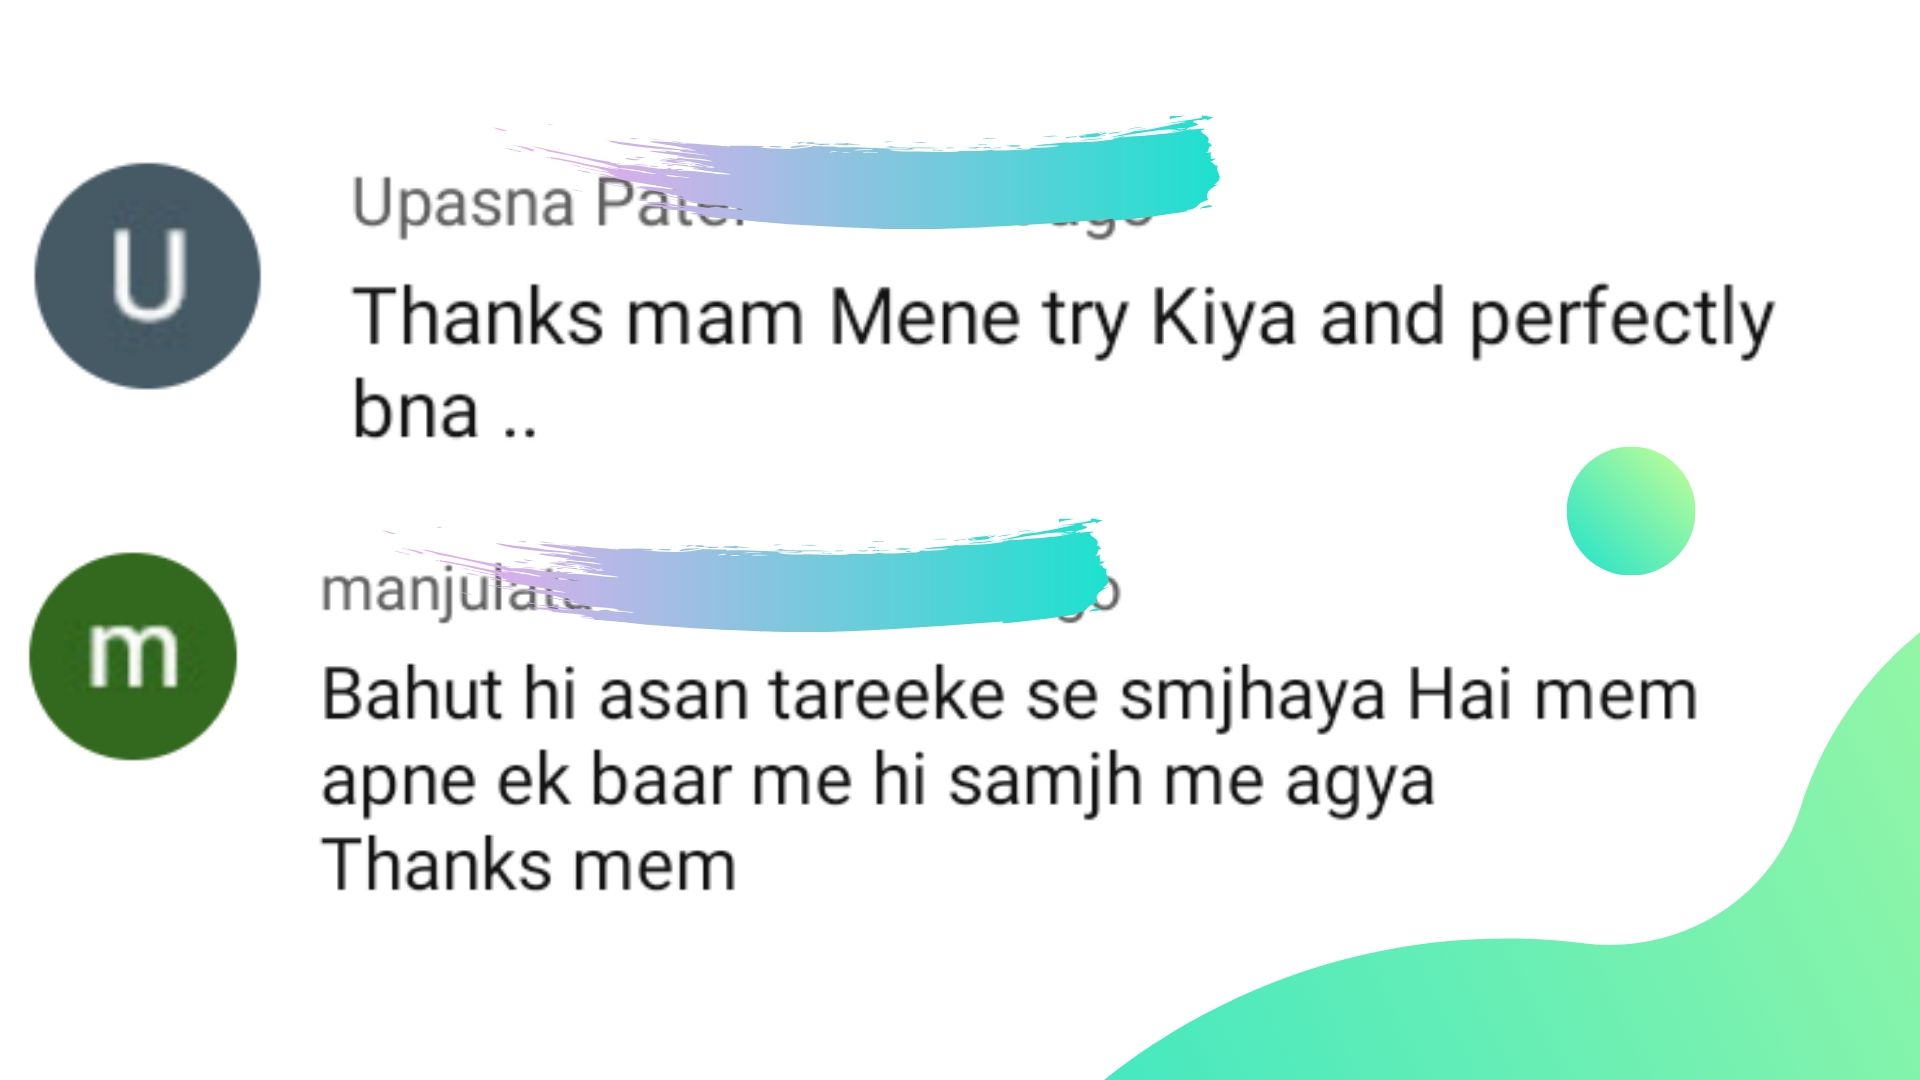 U
Upasna
Thanks mam Mene try Kiya and perfectly
bna ..
m
Bahut hi asan tareeke se smjhaya Hai mem
apne ek baar me hi samjh me agya
Thanks mem